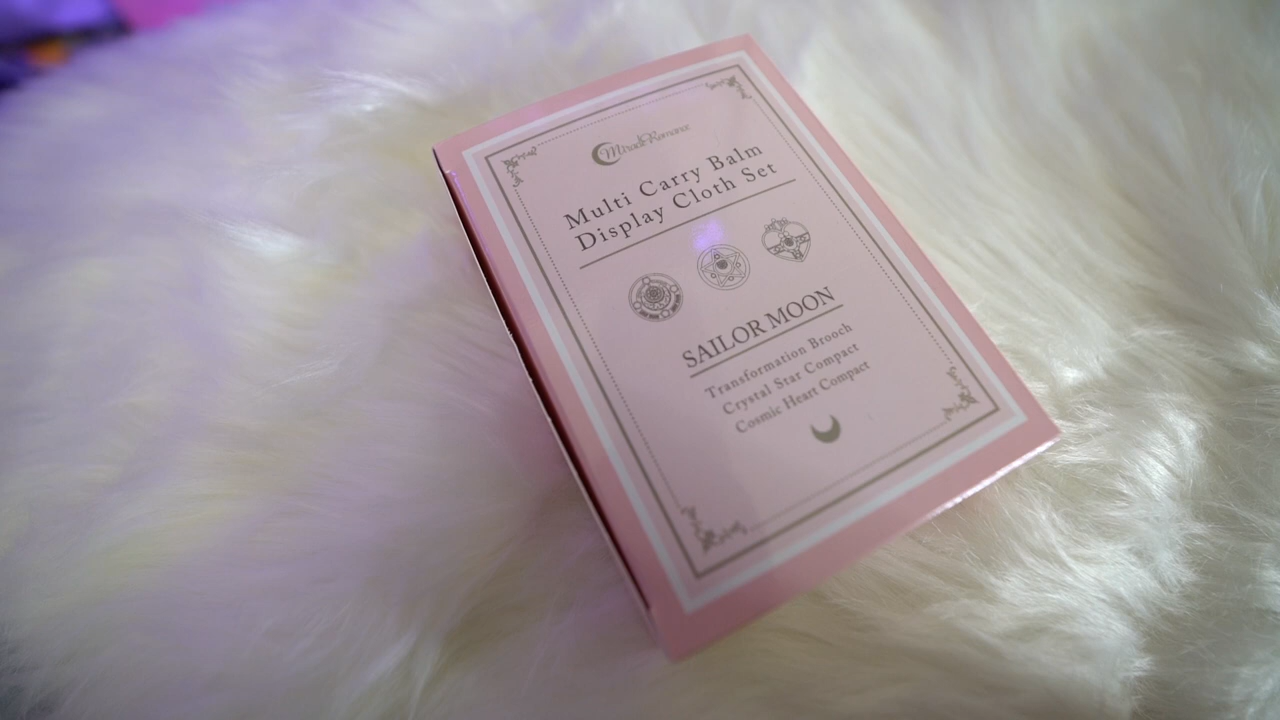 Miracle Romance
Multi Carry Balm
Display Cloth Set
SAILOR MOON
Transformation Brooch
Crystal Star Compact
Cosmic Heart Compact